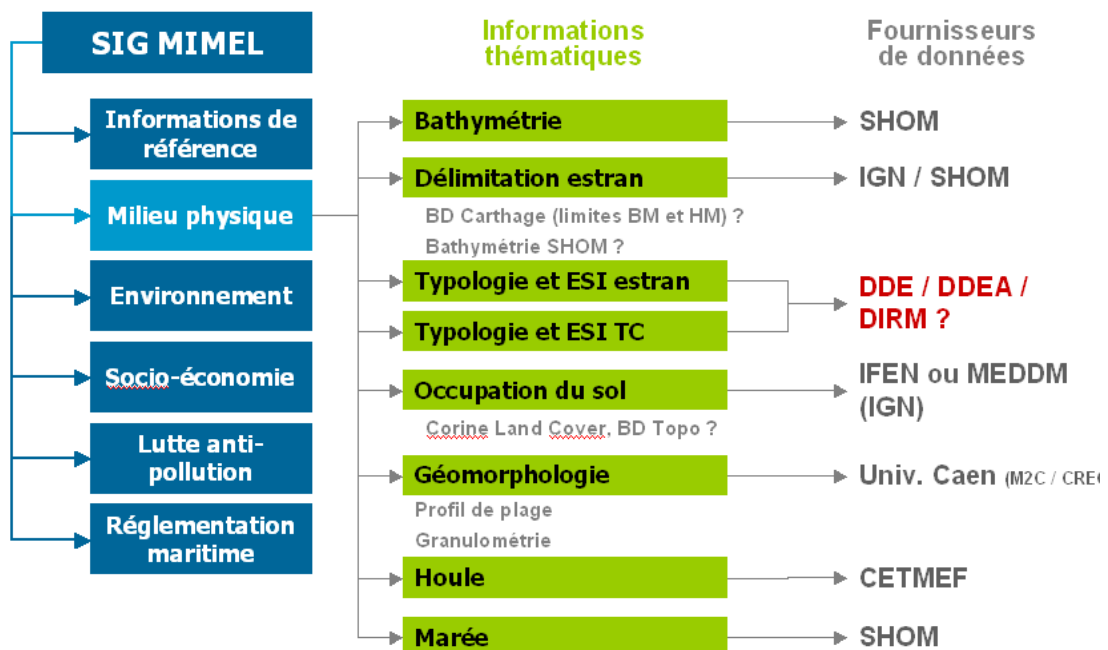 SIG MIMEL
Informations
thématiques
Fournisseurs
de données
Informations de
référence
Milieu physique
Environnement
Socio-économie
Lutte anti-
pollution
Réglementation
maritime
Bathymétrie
SHOM
Délimitation estran
IGN / SHOM
BD Carthage (limites BM et HM) ?
Bathymétrie SHOM ?
Typologie et ESI estran
Typologie et ESI TC
DDE / DDEA /
DIRM ?
Occupation du sol
IFEN ou MEDDM
(IGN)
Corine Land Cover, BD Topo ?
Géomorphologie
Univ. Caen (M2C /
Profil de plage
Granulométrie
Houle
CETMEF
Marée
SHOM